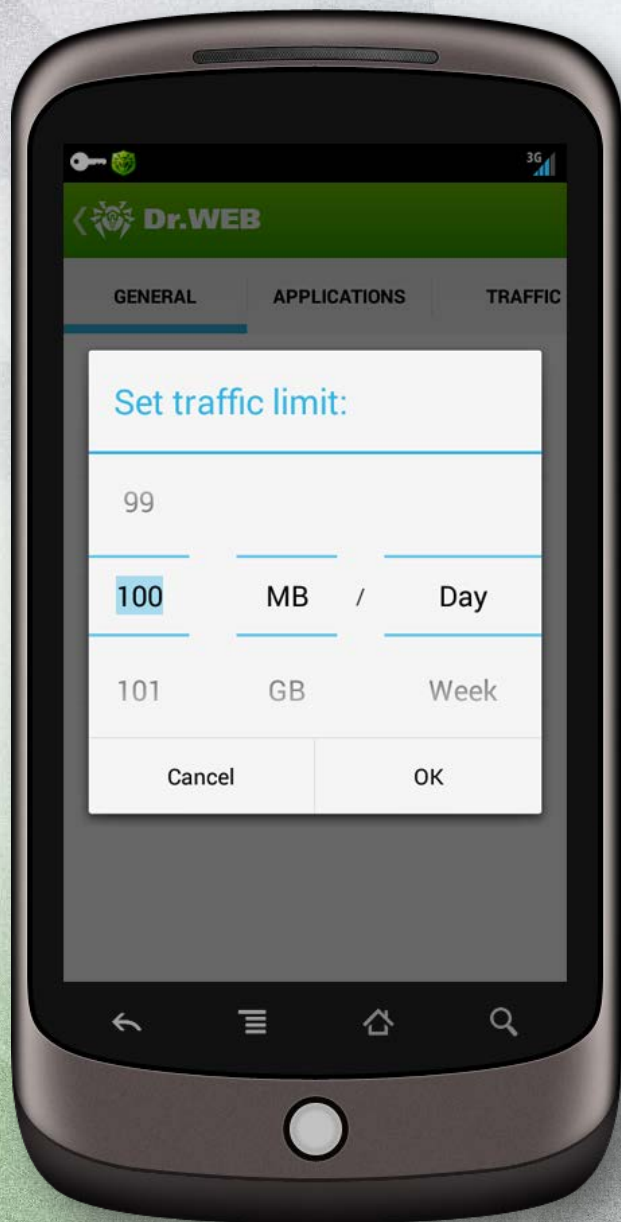 3G
Dr.WEB
GENERAL APPLICATIONS TRAFFIC
Set traffic limit:
99
100 MB / Day
101 GB Week
Cancel OK